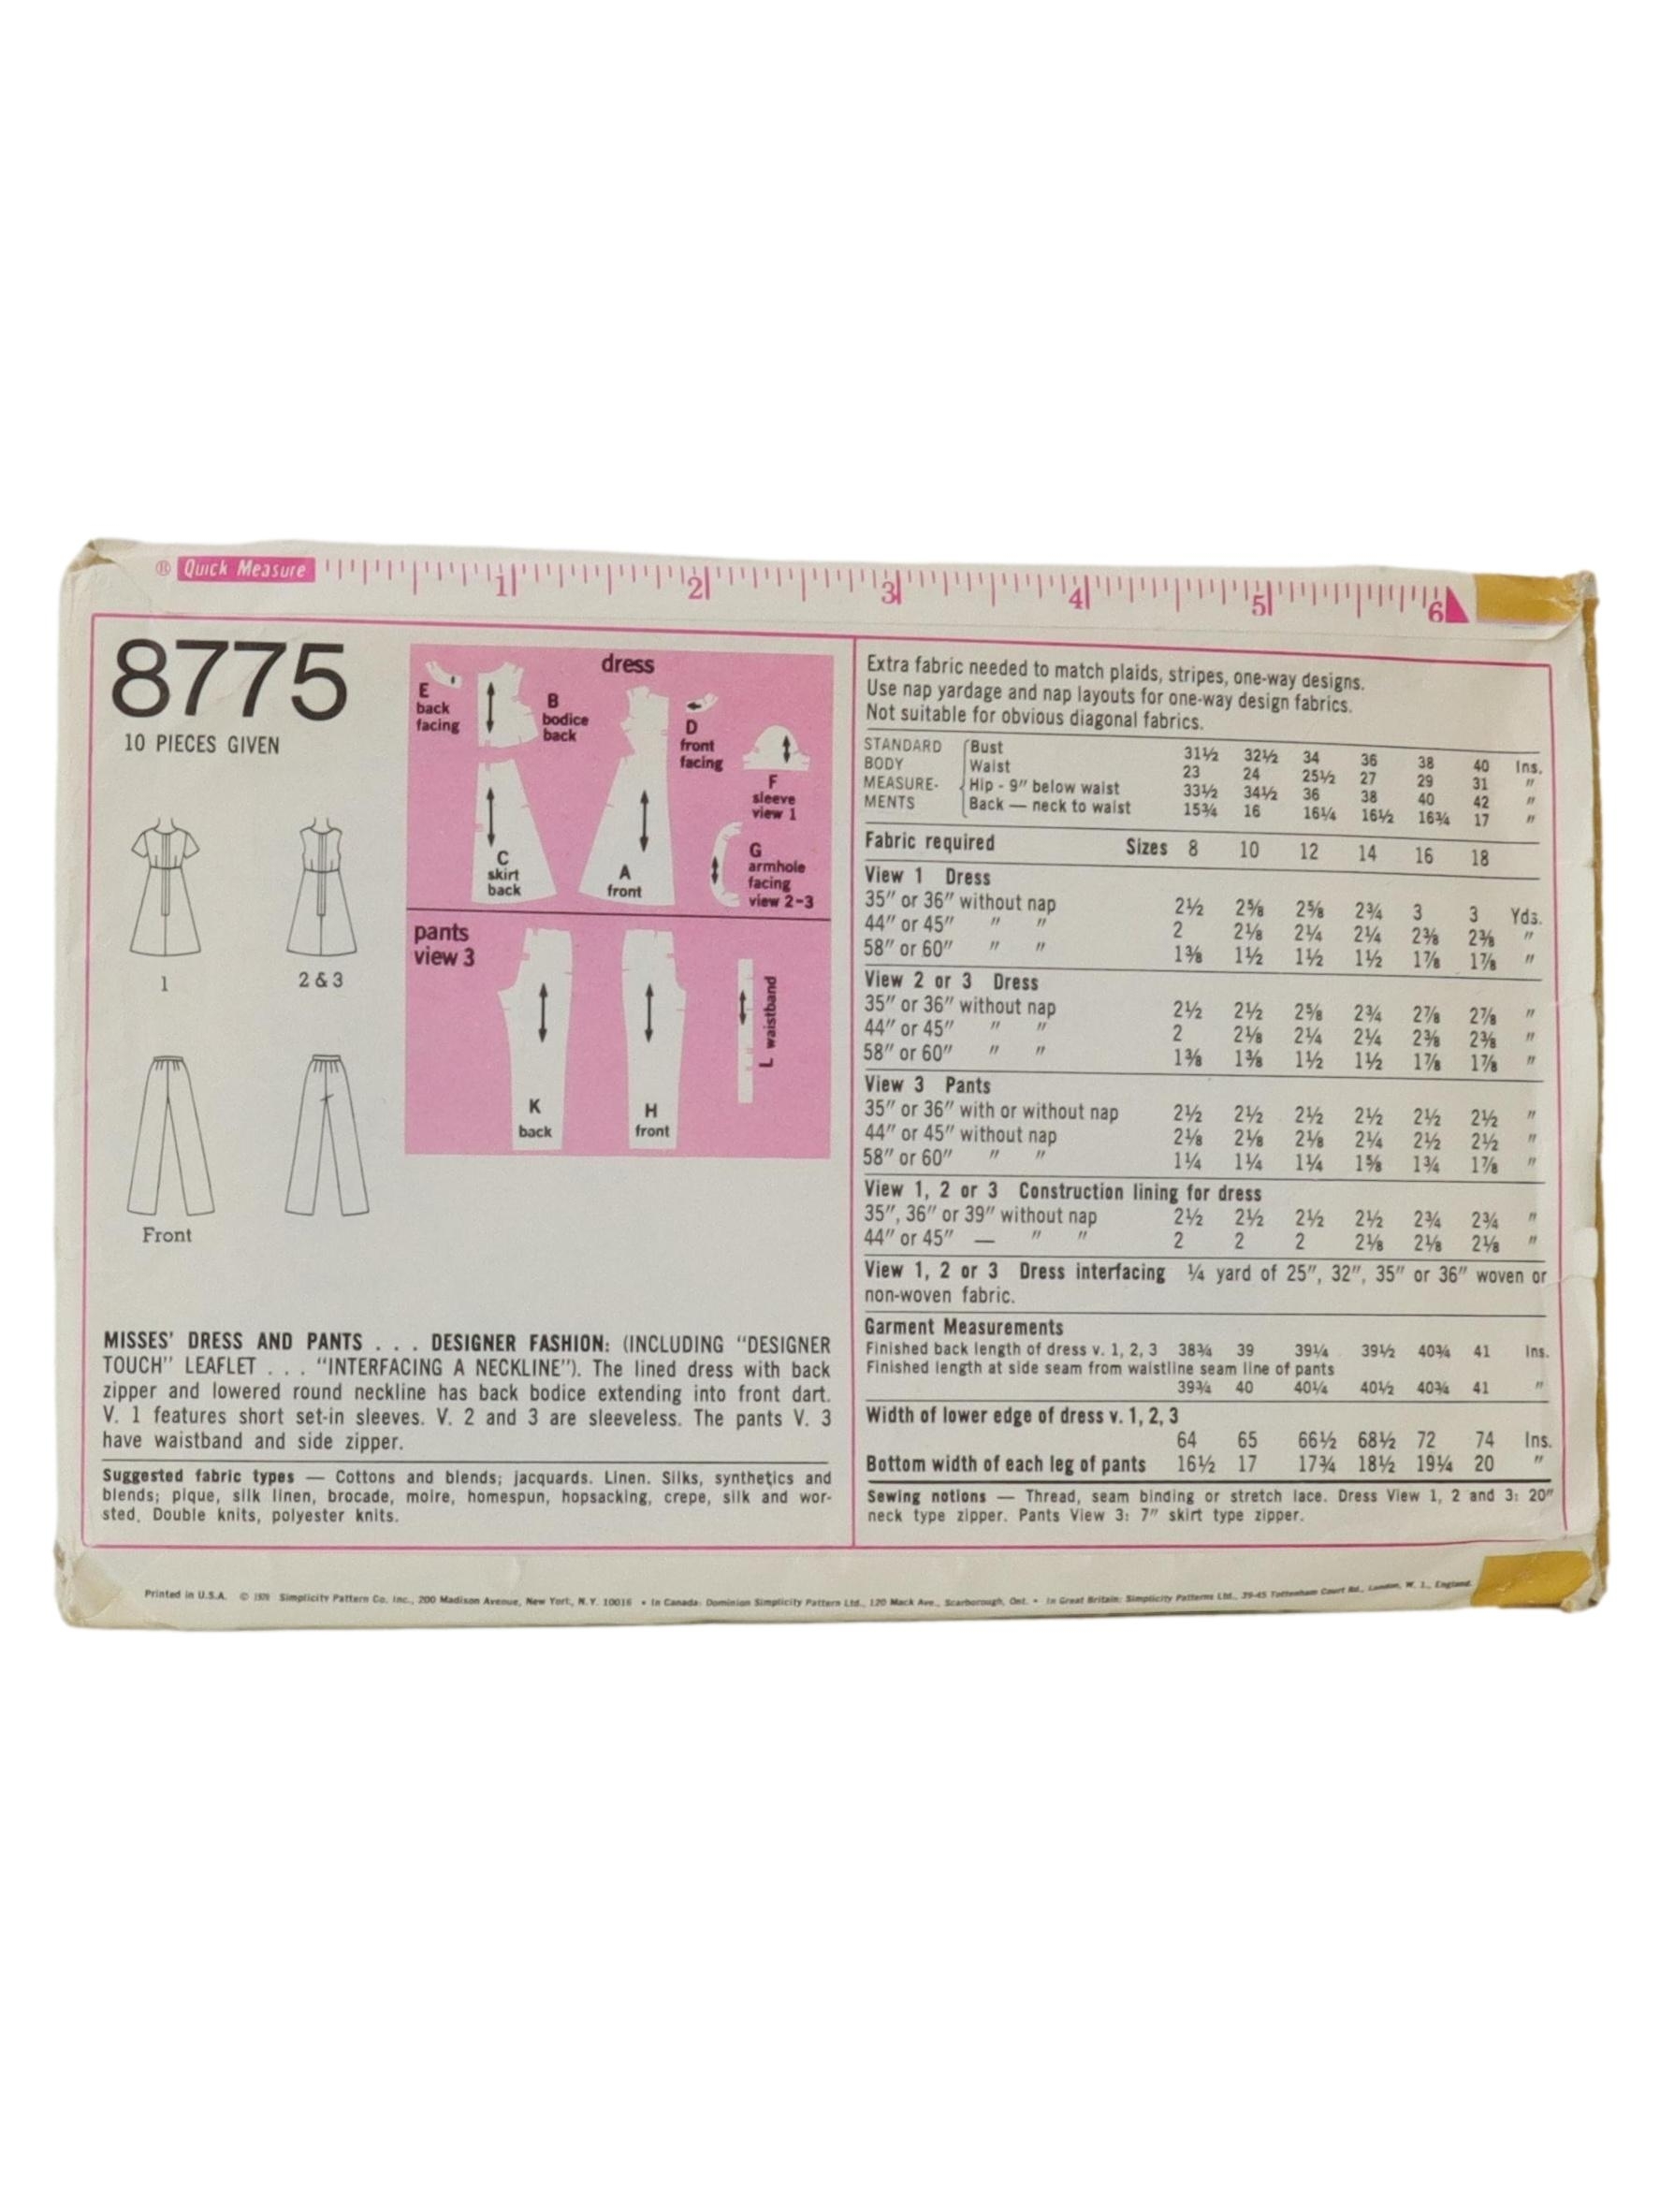 ® Quick Measure 1 2 3 4 5 6
8775
10 PIECES GIVEN
1
2 & 3
Front
dress
E
back
facing
B
bodice
back
D
front
facing
F
sleeve
view 1
C
skirt
back
A
front
G
armhole
facing
view 2-3
pants
view 3
K
back
H
front
L waistband
MISSES' DRESS AND PANTS . . . DESIGNER FASHION: (INCLUDING "DESIGNER
TOUCH" LEAFLET . . . "INTERFACING A NECKLINE"). The lined dress with back
zipper and lowered round neckline has back bodice extending into front dart.
V. 1 features short set-in sleeves. V. 2 and 3 are sleeveless. The pants V. 3
have waistband and side zipper.
Suggested fabric types — Cottons and blends; jacquards. Linen. Silks, synthetics and
blends; pique, silk linen, brocade, moire, homespun, hopsacking, crepe, silk and wor-
sted. Double knits, polyester knits.
Extra fabric needed to match plaids, stripes, one-way designs.
Use nap yardage and nap layouts for one-way design fabrics.
Not suitable for obvious diagonal fabrics.
STANDARD Bust 31½ 32½ 34 36 38 40 Ins.
BODY Waist 23 24 25½ 27 29 31 "
MEASURE- Hip - 9" below waist 33½ 34½ 36 38 40 42 "
MENTS Back — neck to waist 15¾ 16 16¼ 16½ 16¾ 17 "
Fabric required Sizes 8 10 12 14 16 18
View 1 Dress
35" or 36" without nap 2½ 2⅝ 2⅝ 2¾ 3 3 Yds.
44" or 45" " " 2 2⅛ 2¼ 2¼ 2⅜ 2⅜ "
58" or 60" " " 1⅜ 1½ 1½ 1½ 1⅞ 1⅞ "
View 2 or 3 Dress
35" or 36" without nap 2½ 2½ 2⅝ 2¾ 2⅞ 2⅞ "
44" or 45" " " 2 2⅛ 2¼ 2¼ 2⅜ 2⅜ "
58" or 60" " " 1⅜ 1⅜ 1½ 1½ 1⅞ 1⅞ "
View 3 Pants
35" or 36" with or without nap 2½ 2½ 2½ 2½ 2½ 2½ "
44" or 45" without nap 2⅛ 2⅛ 2⅛ 2¼ 2½ 2½ "
58" or 60" " " 1¼ 1¼ 1¼ 1⅝ 1¾ 1⅞ "
View 1, 2 or 3 Construction lining for dress
35", 36" or 39" without nap 2½ 2½ 2½ 2½ 2¾ 2¾ "
44" or 45" — " " 2 2 2 2⅛ 2⅛ 2⅛ "
View 1, 2 or 3 Dress interfacing ¼ yard of 25", 32", 35" or 36" woven or
non-woven fabric.
Garment Measurements
Finished back length of dress v. 1, 2, 3 38¾ 39 39¼ 39½ 40¾ 41 Ins.
Finished length at side seam from waistline seam line of pants
39¾ 40 40¼ 40½ 40¾ 41 "
Width of lower edge of dress v. 1, 2, 3
64 65 66½ 68½ 72 74 Ins.
Bottom width of each leg of pants 16½ 17 17¾ 18½ 19¼ 20 "
Sewing notions — Thread, seam binding or stretch lace. Dress View 1, 2 and 3: 20"
neck type zipper. Pants View 3: 7" skirt type zipper.
Printed in U.S.A. © 1970 Simplicity Pattern Co. Inc., 200 Madison Avenue, New York, N.Y. 10016 • In Canada: Dominion Simplicity Pattern Ltd., 120 Mack Ave., Scarborough, Ont. • In Great Britain: Simplicity Patterns Ltd., 39-45 Tottenham Court Rd., London, W. 1., England.